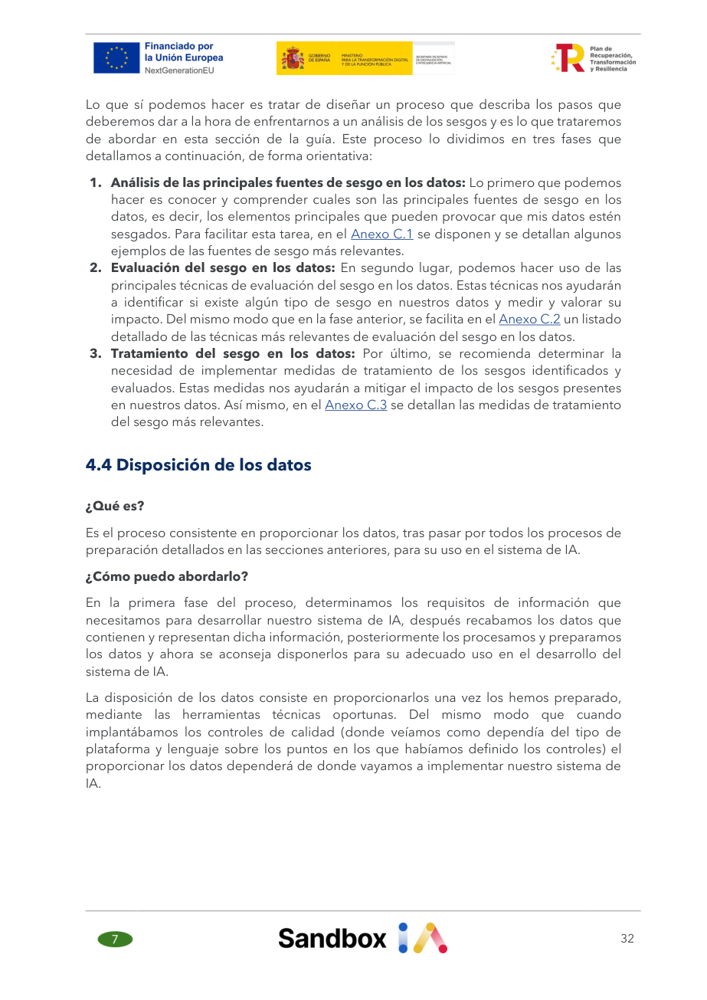 Financiado por
la Unión Europea
NextGenerationEU
GOBIERNO
DE ESPAÑA
MINISTERIO
PARA LA TRANSFORMACIÓN DIGITAL
Y DE LA FUNCIÓN PÚBLICA
SECRETARÍA DE ESTADO
DE DIGITALIZACIÓN
E INTELIGENCIA ARTIFICIAL
Plan de
Recuperación,
Transformación
y Resiliencia
Lo que sí podemos hacer es tratar de diseñar un proceso que describa los pasos que
deberemos dar a la hora de enfrentarnos a un análisis de los sesgos y es lo que trataremos
de abordar en esta sección de la guía. Este proceso lo dividimos en tres fases que
detallamos a continuación, de forma orientativa:
1. Análisis de las principales fuentes de sesgo en los datos: Lo primero que podemos
hacer es conocer y comprender cuales son las principales fuentes de sesgo en los
datos, es decir, los elementos principales que pueden provocar que mis datos estén
sesgados. Para facilitar esta tarea, en el Anexo C.1 se disponen y se detallan algunos
ejemplos de las fuentes de sesgo más relevantes.
2. Evaluación del sesgo en los datos: En segundo lugar, podemos hacer uso de las
principales técnicas de evaluación del sesgo en los datos. Estas técnicas nos ayudarán
a identificar si existe algún tipo de sesgo en nuestros datos y medir y valorar su
impacto. Del mismo modo que en la fase anterior, se facilita en el Anexo C.2 un listado
detallado de las técnicas más relevantes de evaluación del sesgo en los datos.
3. Tratamiento del sesgo en los datos: Por último, se recomienda determinar la
necesidad de implementar medidas de tratamiento de los sesgos identificados y
evaluados. Estas medidas nos ayudarán a mitigar el impacto de los sesgos presentes
en nuestros datos. Así mismo, en el Anexo C.3 se detallan las medidas de tratamiento
del sesgo más relevantes.
4.4 Disposición de los datos
¿Qué es?
Es el proceso consistente en proporcionar los datos, tras pasar por todos los procesos de
preparación detallados en las secciones anteriores, para su uso en el sistema de IA.
¿Cómo puedo abordarlo?
En la primera fase del proceso, determinamos los requisitos de información que
necesitamos para desarrollar nuestro sistema de IA, después recabamos los datos que
contienen y representan dicha información, posteriormente los procesamos y preparamos
los datos y ahora se aconseja disponerlos para su adecuado uso en el desarrollo del
sistema de IA.
La disposición de los datos consiste en proporcionarlos una vez los hemos preparado,
mediante las herramientas técnicas oportunas. Del mismo modo que cuando
implantábamos los controles de calidad (donde veíamos como dependía del tipo de
plataforma y lenguaje sobre los puntos en los que habíamos definido los controles) el
proporcionar los datos dependerá de donde vayamos a implementar nuestro sistema de
IA.
7
Sandbox iA
32